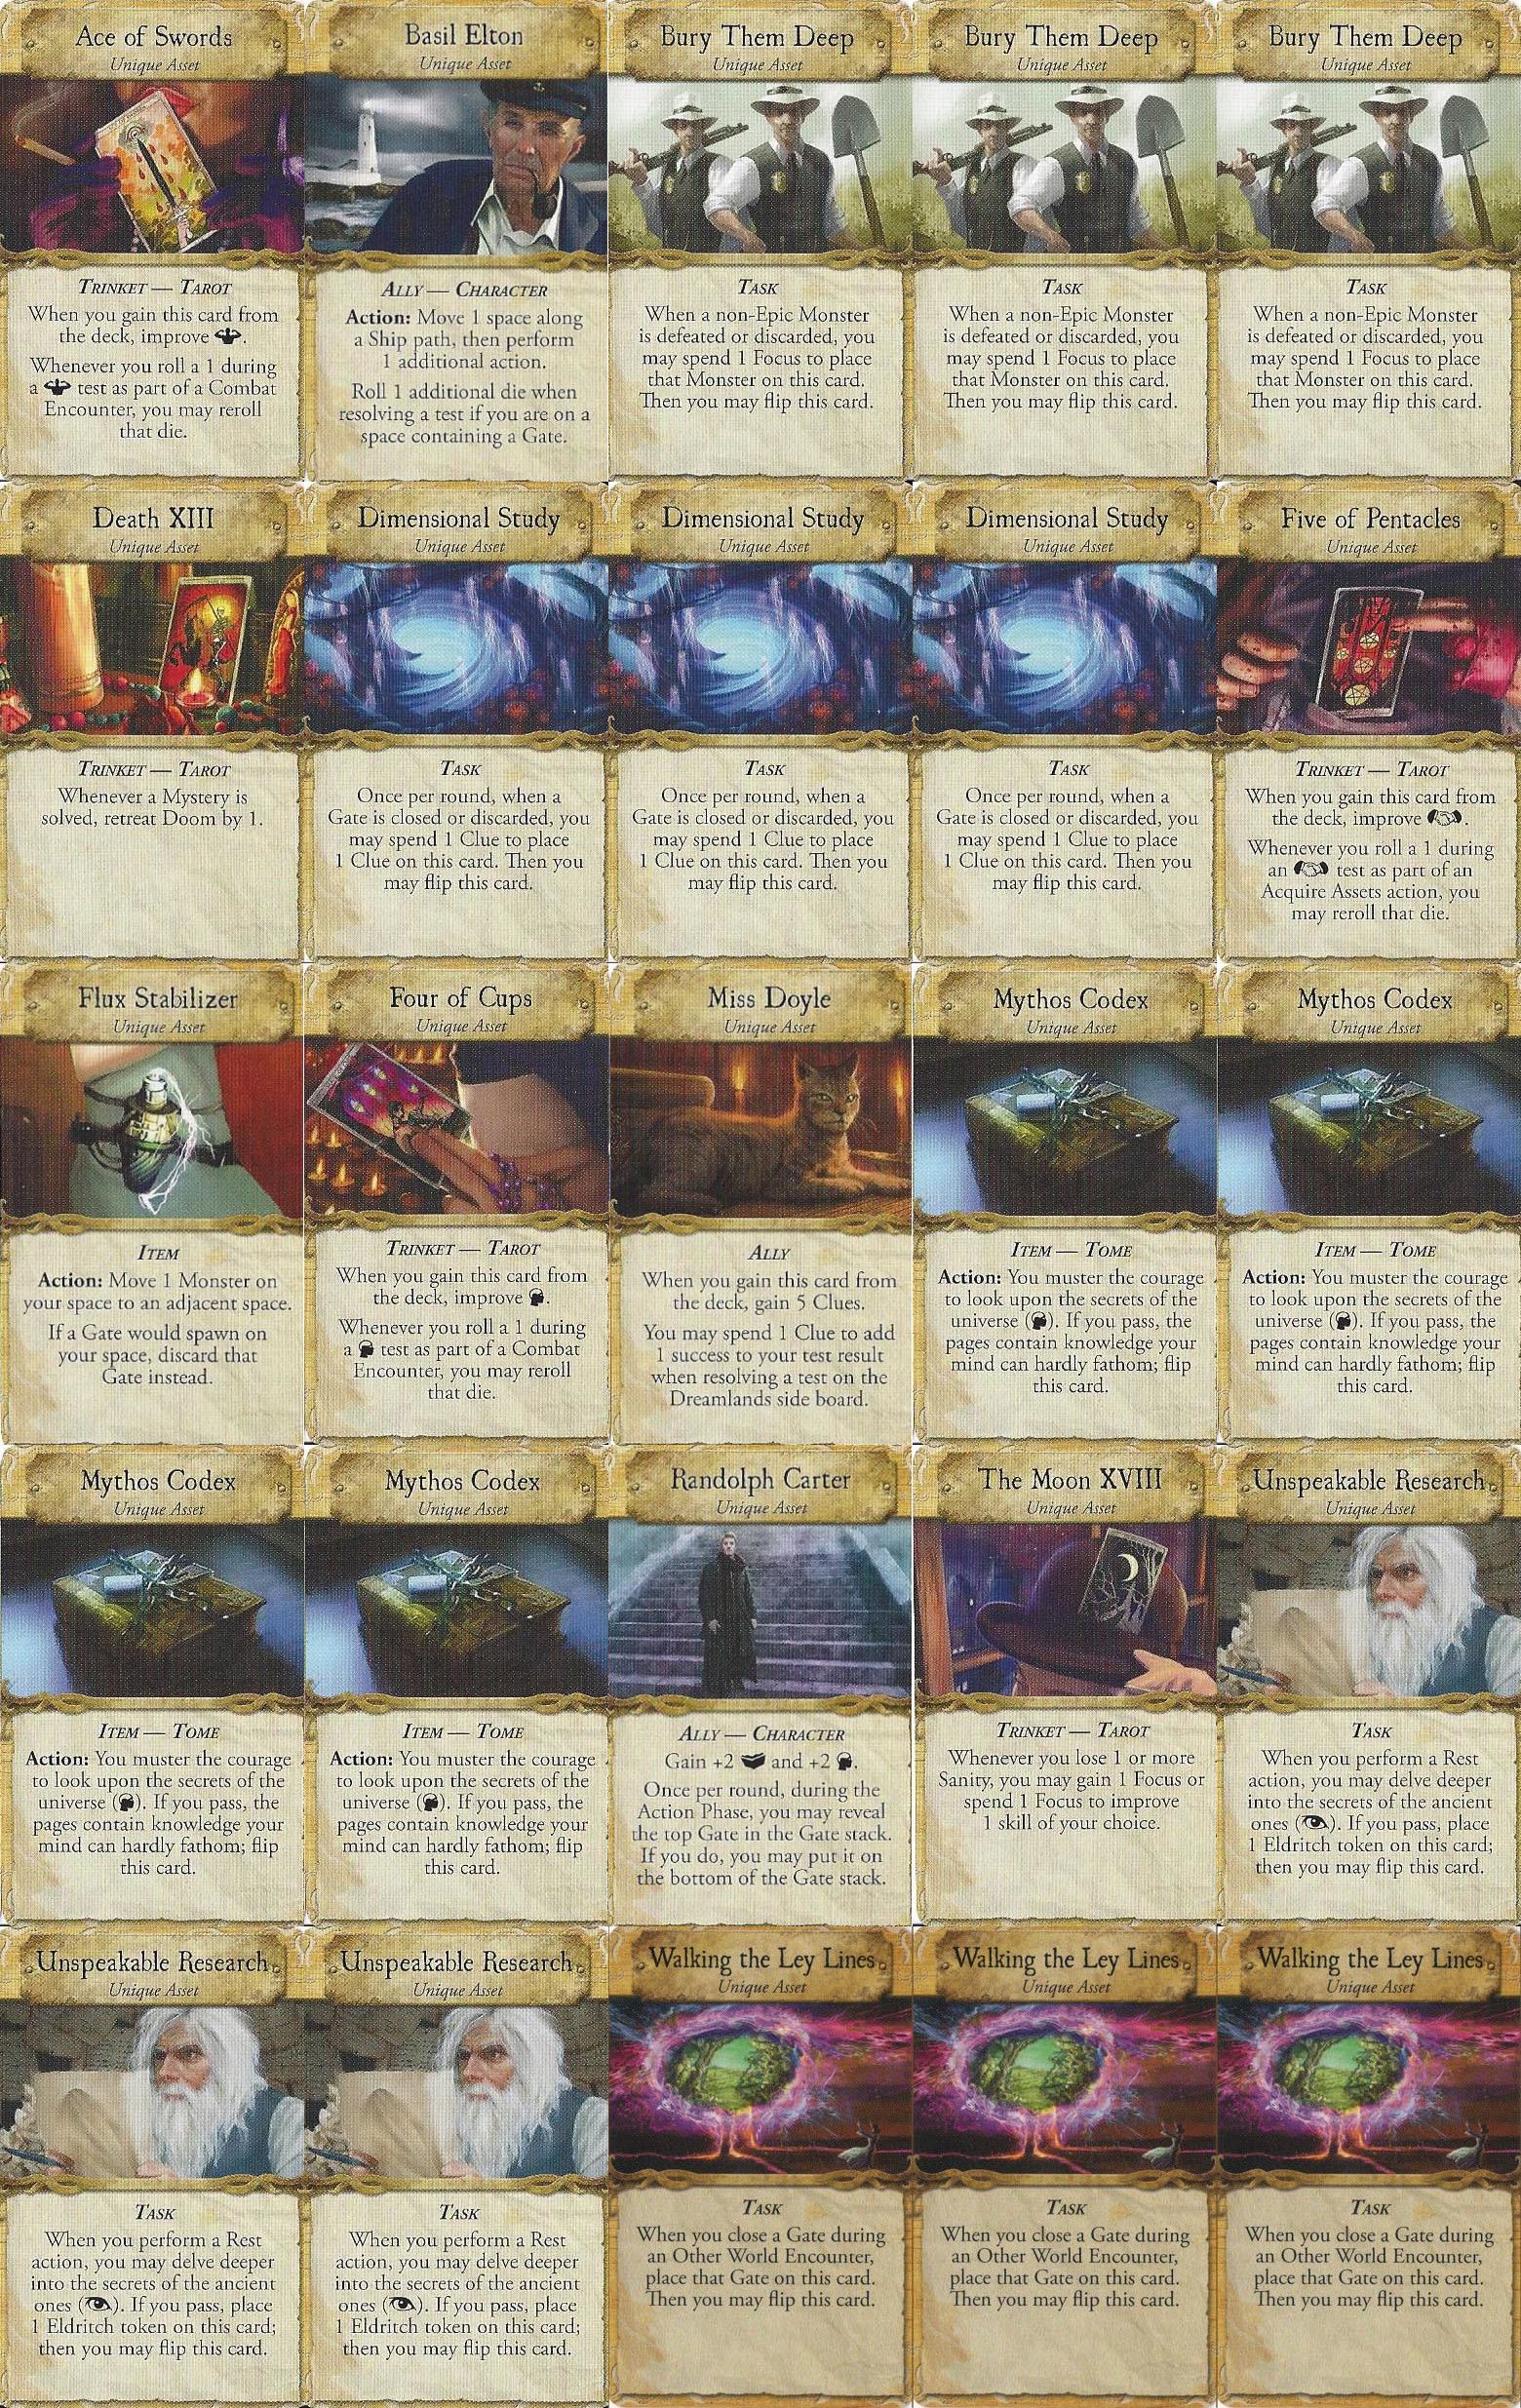 Ace of Swords
Unique Asset
Trinket — Tarot
When you gain this card from
the deck, improve .
Whenever you roll a 1 during
a test as part of a Combat
Encounter, you may reroll
that die.
Basil Elton
Unique Asset
Ally — Character
Action: Move 1 space along
a Ship path, then perform
1 additional action.
Roll 1 additional die when
resolving a test if you are on a
space containing a Gate.
Bury Them Deep
Unique Asset
Task
When a non-Epic Monster
is defeated or discarded, you
may spend 1 Focus to place
that Monster on this card.
Then you may flip this card.
Bury Them Deep
Unique Asset
Task
When a non-Epic Monster
is defeated or discarded, you
may spend 1 Focus to place
that Monster on this card.
Then you may flip this card.
Bury Them Deep
Unique Asset
Task
When a non-Epic Monster
is defeated or discarded, you
may spend 1 Focus to place
that Monster on this card.
Then you may flip this card.
Death XIII
Unique Asset
Trinket — Tarot
Whenever a Mystery is
solved, retreat Doom by 1.
Dimensional Study
Unique Asset
Task
Once per round, when a
Gate is closed or discarded, you
may spend 1 Clue to place
1 Clue on this card. Then you
may flip this card.
Dimensional Study
Unique Asset
Task
Once per round, when a
Gate is closed or discarded, you
may spend 1 Clue to place
1 Clue on this card. Then you
may flip this card.
Dimensional Study
Unique Asset
Task
Once per round, when a
Gate is closed or discarded, you
may spend 1 Clue to place
1 Clue on this card. Then you
may flip this card.
Five of Pentacles
Unique Asset
Trinket — Tarot
When you gain this card from
the deck, improve .
Whenever you roll a 1 during
an test as part of an
Acquire Assets action, you
may reroll that die.
Flux Stabilizer
Unique Asset
Item
Action: Move 1 Monster on
your space to an adjacent space.
If a Gate would spawn on
your space, discard that
Gate instead.
Four of Cups
Unique Asset
Trinket — Tarot
When you gain this card from
the deck, improve .
Whenever you roll a 1 during
a test as part of a Combat
Encounter, you may reroll
that die.
Miss Doyle
Unique Asset
Ally
When you gain this card from
the deck, gain 5 Clues.
You may spend 1 Clue to add
1 success to your test result
when resolving a test on the
Dreamlands side board.
Mythos Codex
Unique Asset
Item — Tome
Action: You muster the courage
to look upon the secrets of the
universe ( ). If you pass, the
pages contain knowledge your
mind can hardly fathom; flip
this card.
Mythos Codex
Unique Asset
Item — Tome
Action: You muster the courage
to look upon the secrets of the
universe ( ). If you pass, the
pages contain knowledge your
mind can hardly fathom; flip
this card.
Mythos Codex
Unique Asset
Item — Tome
Action: You muster the courage
to look upon the secrets of the
universe ( ). If you pass, the
pages contain knowledge your
mind can hardly fathom; flip
this card.
Mythos Codex
Unique Asset
Item — Tome
Action: You muster the courage
to look upon the secrets of the
universe ( ). If you pass, the
pages contain knowledge your
mind can hardly fathom; flip
this card.
Randolph Carter
Unique Asset
Ally — Character
Gain +2 and +2 .
Once per round, during the
Action Phase, you may reveal
the top Gate in the Gate stack.
If you do, you may put it on
the bottom of the Gate stack.
The Moon XVIII
Unique Asset
Trinket — Tarot
Whenever you lose 1 or more
Sanity, you may gain 1 Focus or
spend 1 Focus to improve
1 skill of your choice.
Unspeakable Research
Unique Asset
Task
When you perform a Rest
action, you may delve deeper
into the secrets of the ancient
ones ( ). If you pass, place
1 Eldritch token on this card;
then you may flip this card.
Unspeakable Research
Unique Asset
Task
When you perform a Rest
action, you may delve deeper
into the secrets of the ancient
ones ( ). If you pass, place
1 Eldritch token on this card;
then you may flip this card.
Unspeakable Research
Unique Asset
Task
When you perform a Rest
action, you may delve deeper
into the secrets of the ancient
ones ( ). If you pass, place
1 Eldritch token on this card;
then you may flip this card.
Walking the Ley Lines
Unique Asset
Task
When you close a Gate during
an Other World Encounter,
place that Gate on this card.
Then you may flip this card.
Walking the Ley Lines
Unique Asset
Task
When you close a Gate during
an Other World Encounter,
place that Gate on this card.
Then you may flip this card.
Walking the Ley Lines
Unique Asset
Task
When you close a Gate during
an Other World Encounter,
place that Gate on this card.
Then you may flip this card.